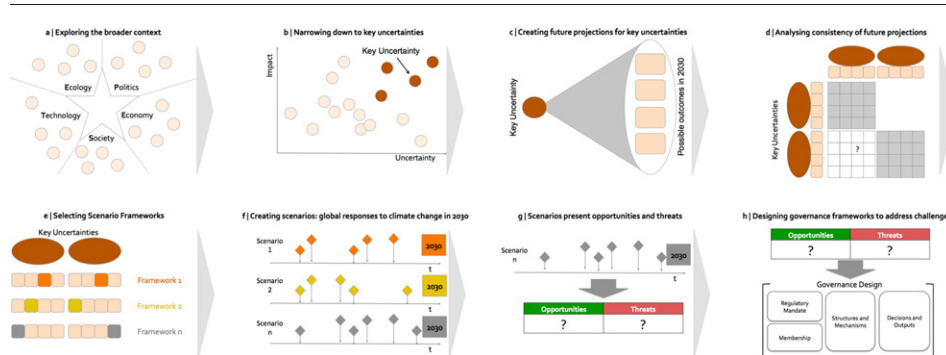 a | Exploring the broader context
Ecology
Politics
Technology
Economy
Society
b | Narrowing down to key uncertainties
Key Uncertainty
Impact
Uncertainty
c | Creating future projections for key uncertainties
Key Uncertainty
Possible outcomes in 2030
d | Analysing consistency of future projections
Key Uncertainties
?
e | Selecting Scenario Frameworks
Key Uncertainties
Framework 1
Framework 2
Framework n
f | Creating scenarios: global responses to climate change in 2030
Scenario
1
2030
t
Scenario
2
2030
t
Scenario
n
2030
t
g | Scenarios present opportunities and threats
Scenario
n
2030
t
Opportunities
Threats
?
?
h | Designing governance frameworks to address challenge
Opportunities
Threats
?
?
Governance Design
Regulatory
Mandate
Membership
Structures and
Mechanisms
Decisions and
Outputs